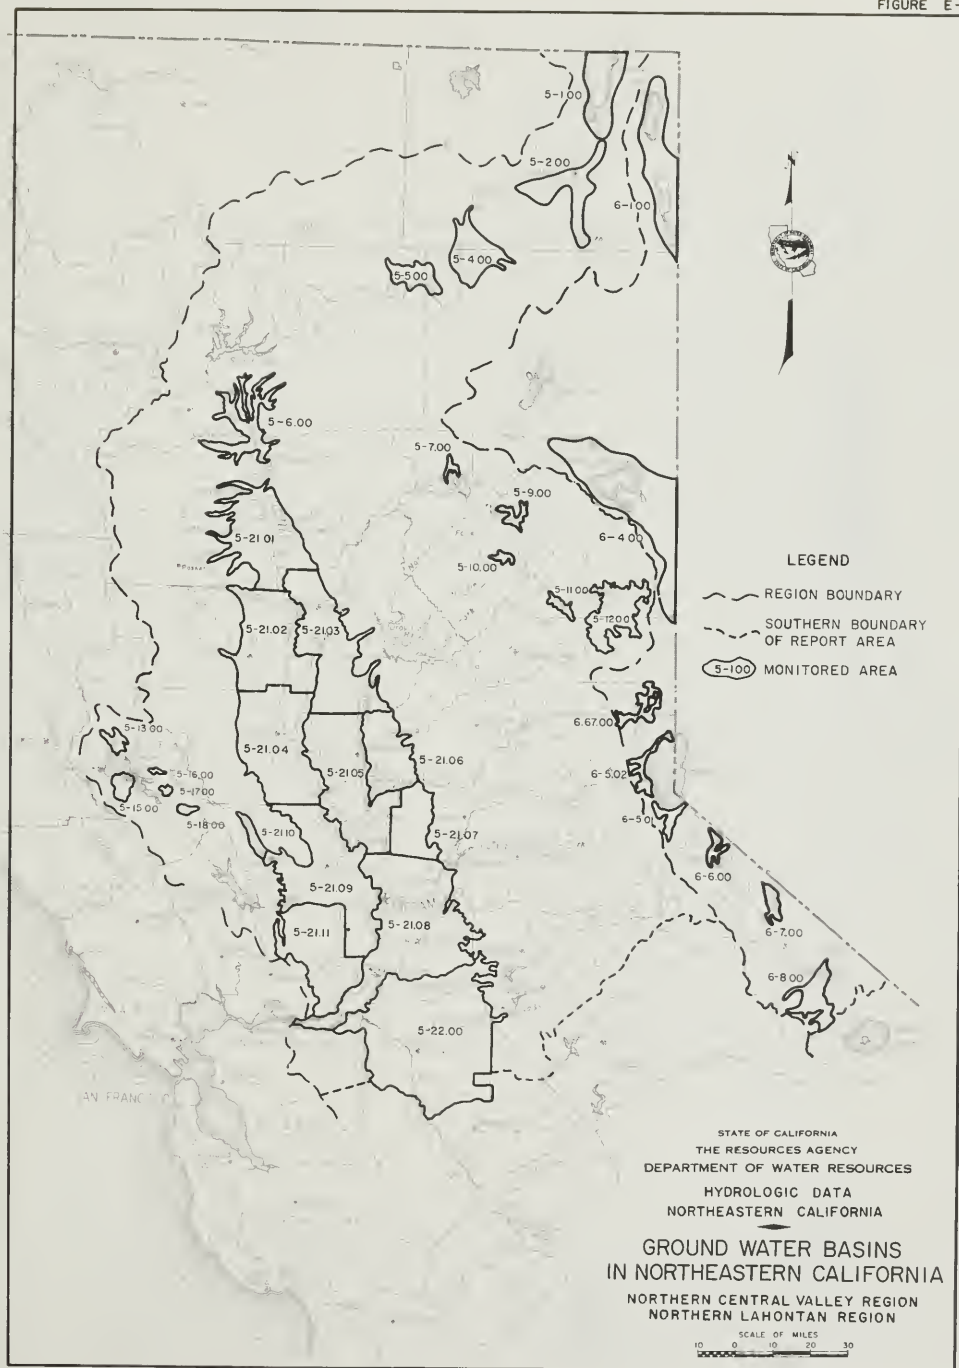 FIGURE E-
5-1.00
5-2.00
6-1.00
5-4.00
5-5.00
5-6.00
5-7.00
5-9.00
5-21.01
6-4.00
5-10.00
LEGEND
5-11.00
REGION BOUNDARY
5-12.00
5-21.02
5-21.03
SOUTHERN BOUNDARY
OF REPORT AREA
5-1.00
MONITORED AREA
6.67.00
5-13.00
5-21.04
5-21.05
5-21.06
5-16.00
6-5.02
5-17.00
5-15.00
5-18.00
6-5.01
5-21.10
5-21.07
6-6.00
5-21.09
5-21.11
5-21.08
6-7.00
6-8.00
5-22.00
AN FRANC
STATE OF CALIFORNIA
THE RESOURCES AGENCY
DEPARTMENT OF WATER RESOURCES
HYDROLOGIC DATA
NORTHEASTERN CALIFORNIA
GROUND WATER BASINS
IN NORTHEASTERN CALIFORNIA
NORTHERN CENTRAL VALLEY REGION
NORTHERN LAHONTAN REGION
SCALE OF MILES
10 0 10 20 30